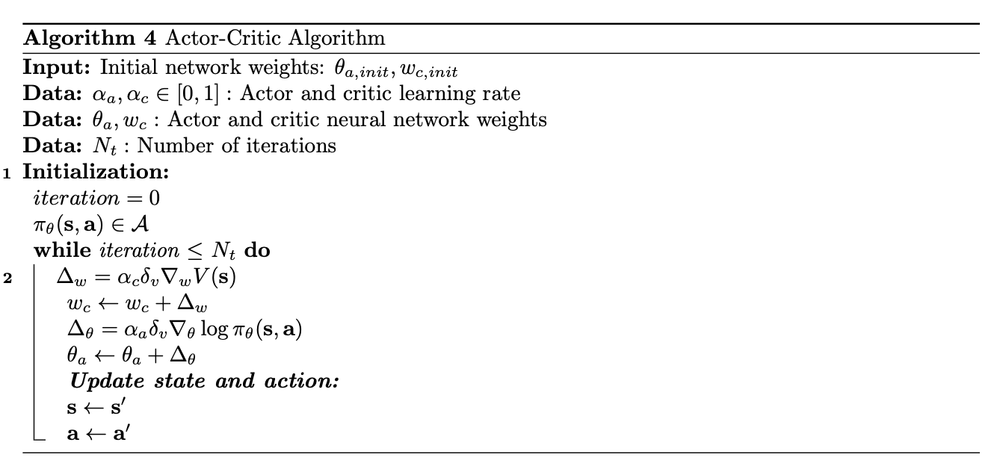 Algorithm 4 Actor-Critic Algorithm
Input: Initial network weights: θ_{a,init}, w_{c,init}
Data: α_a, α_c ∈ [0, 1] : Actor and critic learning rate
Data: θ_a, w_c : Actor and critic neural network weights
Data: N_t : Number of iterations
1 Initialization:
iteration = 0
π_θ(s, a) ∈ 𝒜
while iteration ≤ N_t do
2 Δ_w = α_c δ_v ∇_w V(s)
w_c ← w_c + Δ_w
Δ_θ = α_a δ_v ∇_θ log π_θ(s, a)
θ_a ← θ_a + Δ_θ
Update state and action:
s ← s′
a ← a′